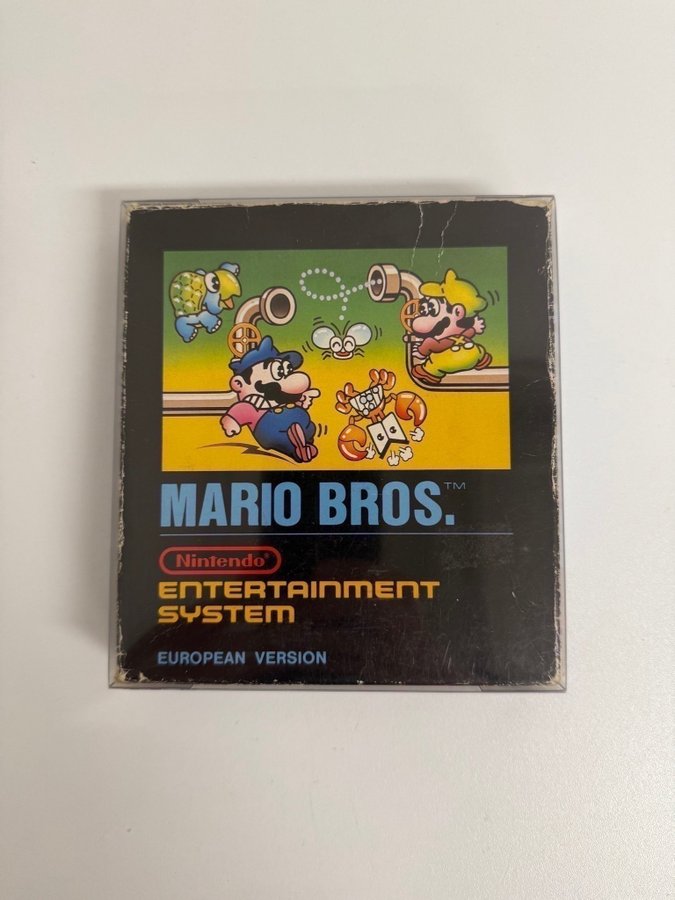 MARIO BROS.™
Nintendo®
ENTERTAINMENT
SYSTEM
EUROPEAN VERSION